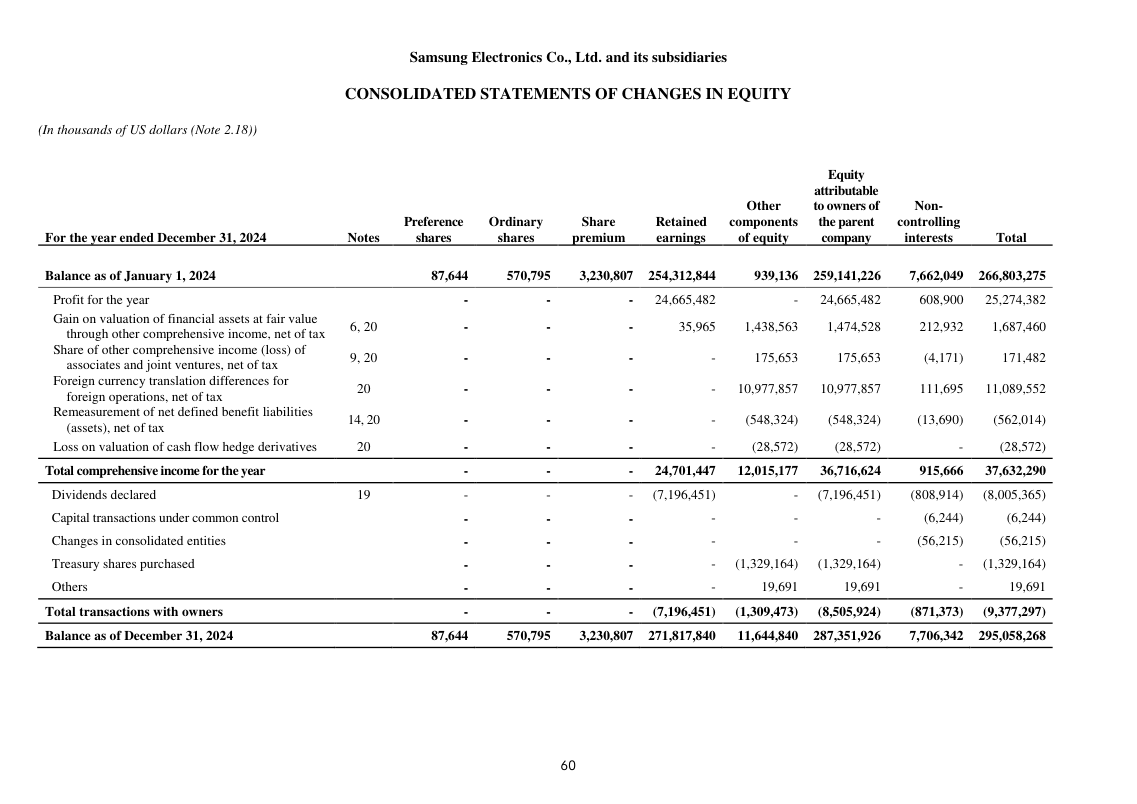 Samsung Electronics Co., Ltd. and its subsidiaries
CONSOLIDATED STATEMENTS OF CHANGES IN EQUITY
(In thousands of US dollars (Note 2.18))
For the year ended December 31, 2024 Notes Preference shares Ordinary shares Share premium Retained earnings Other components of equity Equity attributable to owners of the parent company Non-controlling interests Total
Balance as of January 1, 2024 87,644 570,795 3,230,807 254,312,844 939,136 259,141,226 7,662,049 266,803,275
Profit for the year - - - 24,665,482 - 24,665,482 608,900 25,274,382
Gain on valuation of financial assets at fair value
through other comprehensive income, net of tax 6, 20 - - - 35,965 1,438,563 1,474,528 212,932 1,687,460
Share of other comprehensive income (loss) of
associates and joint ventures, net of tax 9, 20 - - - - 175,653 175,653 (4,171) 171,482
Foreign currency translation differences for
foreign operations, net of tax 20 - - - - 10,977,857 10,977,857 111,695 11,089,552
Remeasurement of net defined benefit liabilities
(assets), net of tax 14, 20 - - - - (548,324) (548,324) (13,690) (562,014)
Loss on valuation of cash flow hedge derivatives 20 - - - - (28,572) (28,572) - (28,572)
Total comprehensive income for the year - - - 24,701,447 12,015,177 36,716,624 915,666 37,632,290
Dividends declared 19 - - - (7,196,451) - (7,196,451) (808,914) (8,005,365)
Capital transactions under common control - - - - - - (6,244) (6,244)
Changes in consolidated entities - - - - - - (56,215) (56,215)
Treasury shares purchased - - - - (1,329,164) (1,329,164) - (1,329,164)
Others - - - - 19,691 19,691 - 19,691
Total transactions with owners - - - (7,196,451) (1,309,473) (8,505,924) (871,373) (9,377,297)
Balance as of December 31, 2024 87,644 570,795 3,230,807 271,817,840 11,644,840 287,351,926 7,706,342 295,058,268
60